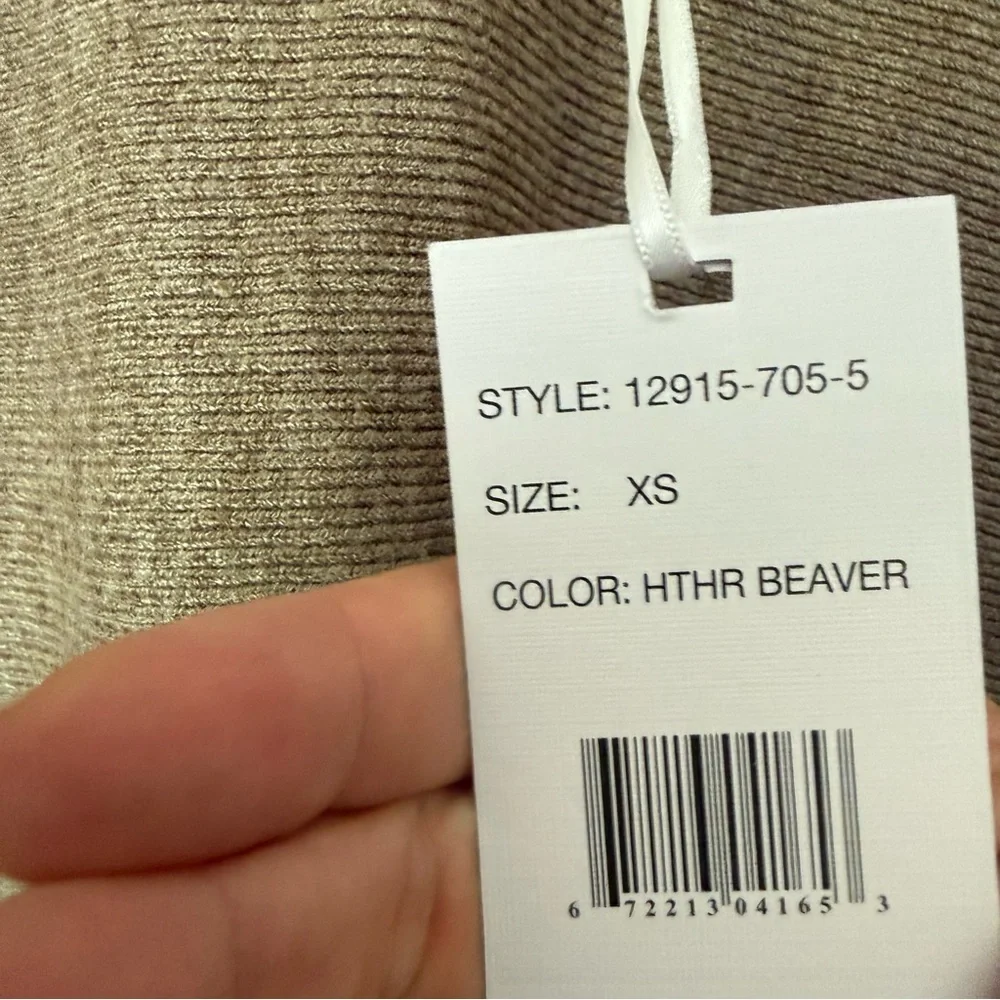 STYLE: 12915-705-5
SIZE: XS
COLOR: HTHR BEAVER
6 72213 04165 3